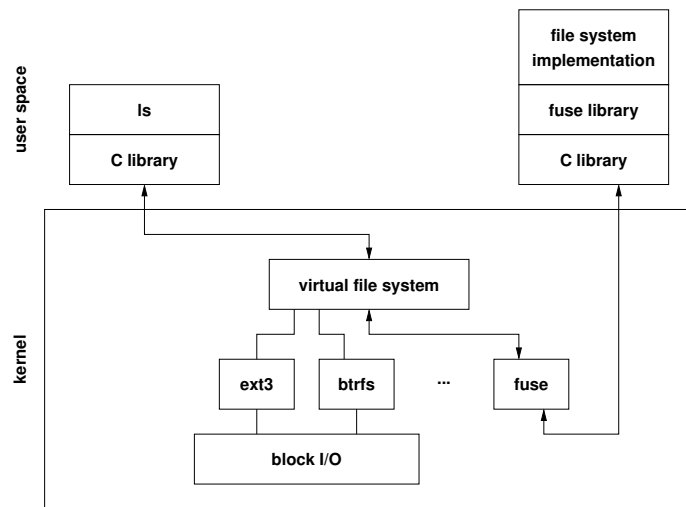 file system
implementation
user space
ls
fuse library
C library
C library
virtual file system
kernel
ext3
btrfs
...
fuse
block I/O